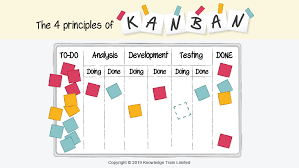 The 4 principles of KANBAN
TO-DO Analysis Development Testing DONE
Doing Done Doing Done Doing Done
Copyright © 2019 Knowledge Train Limited